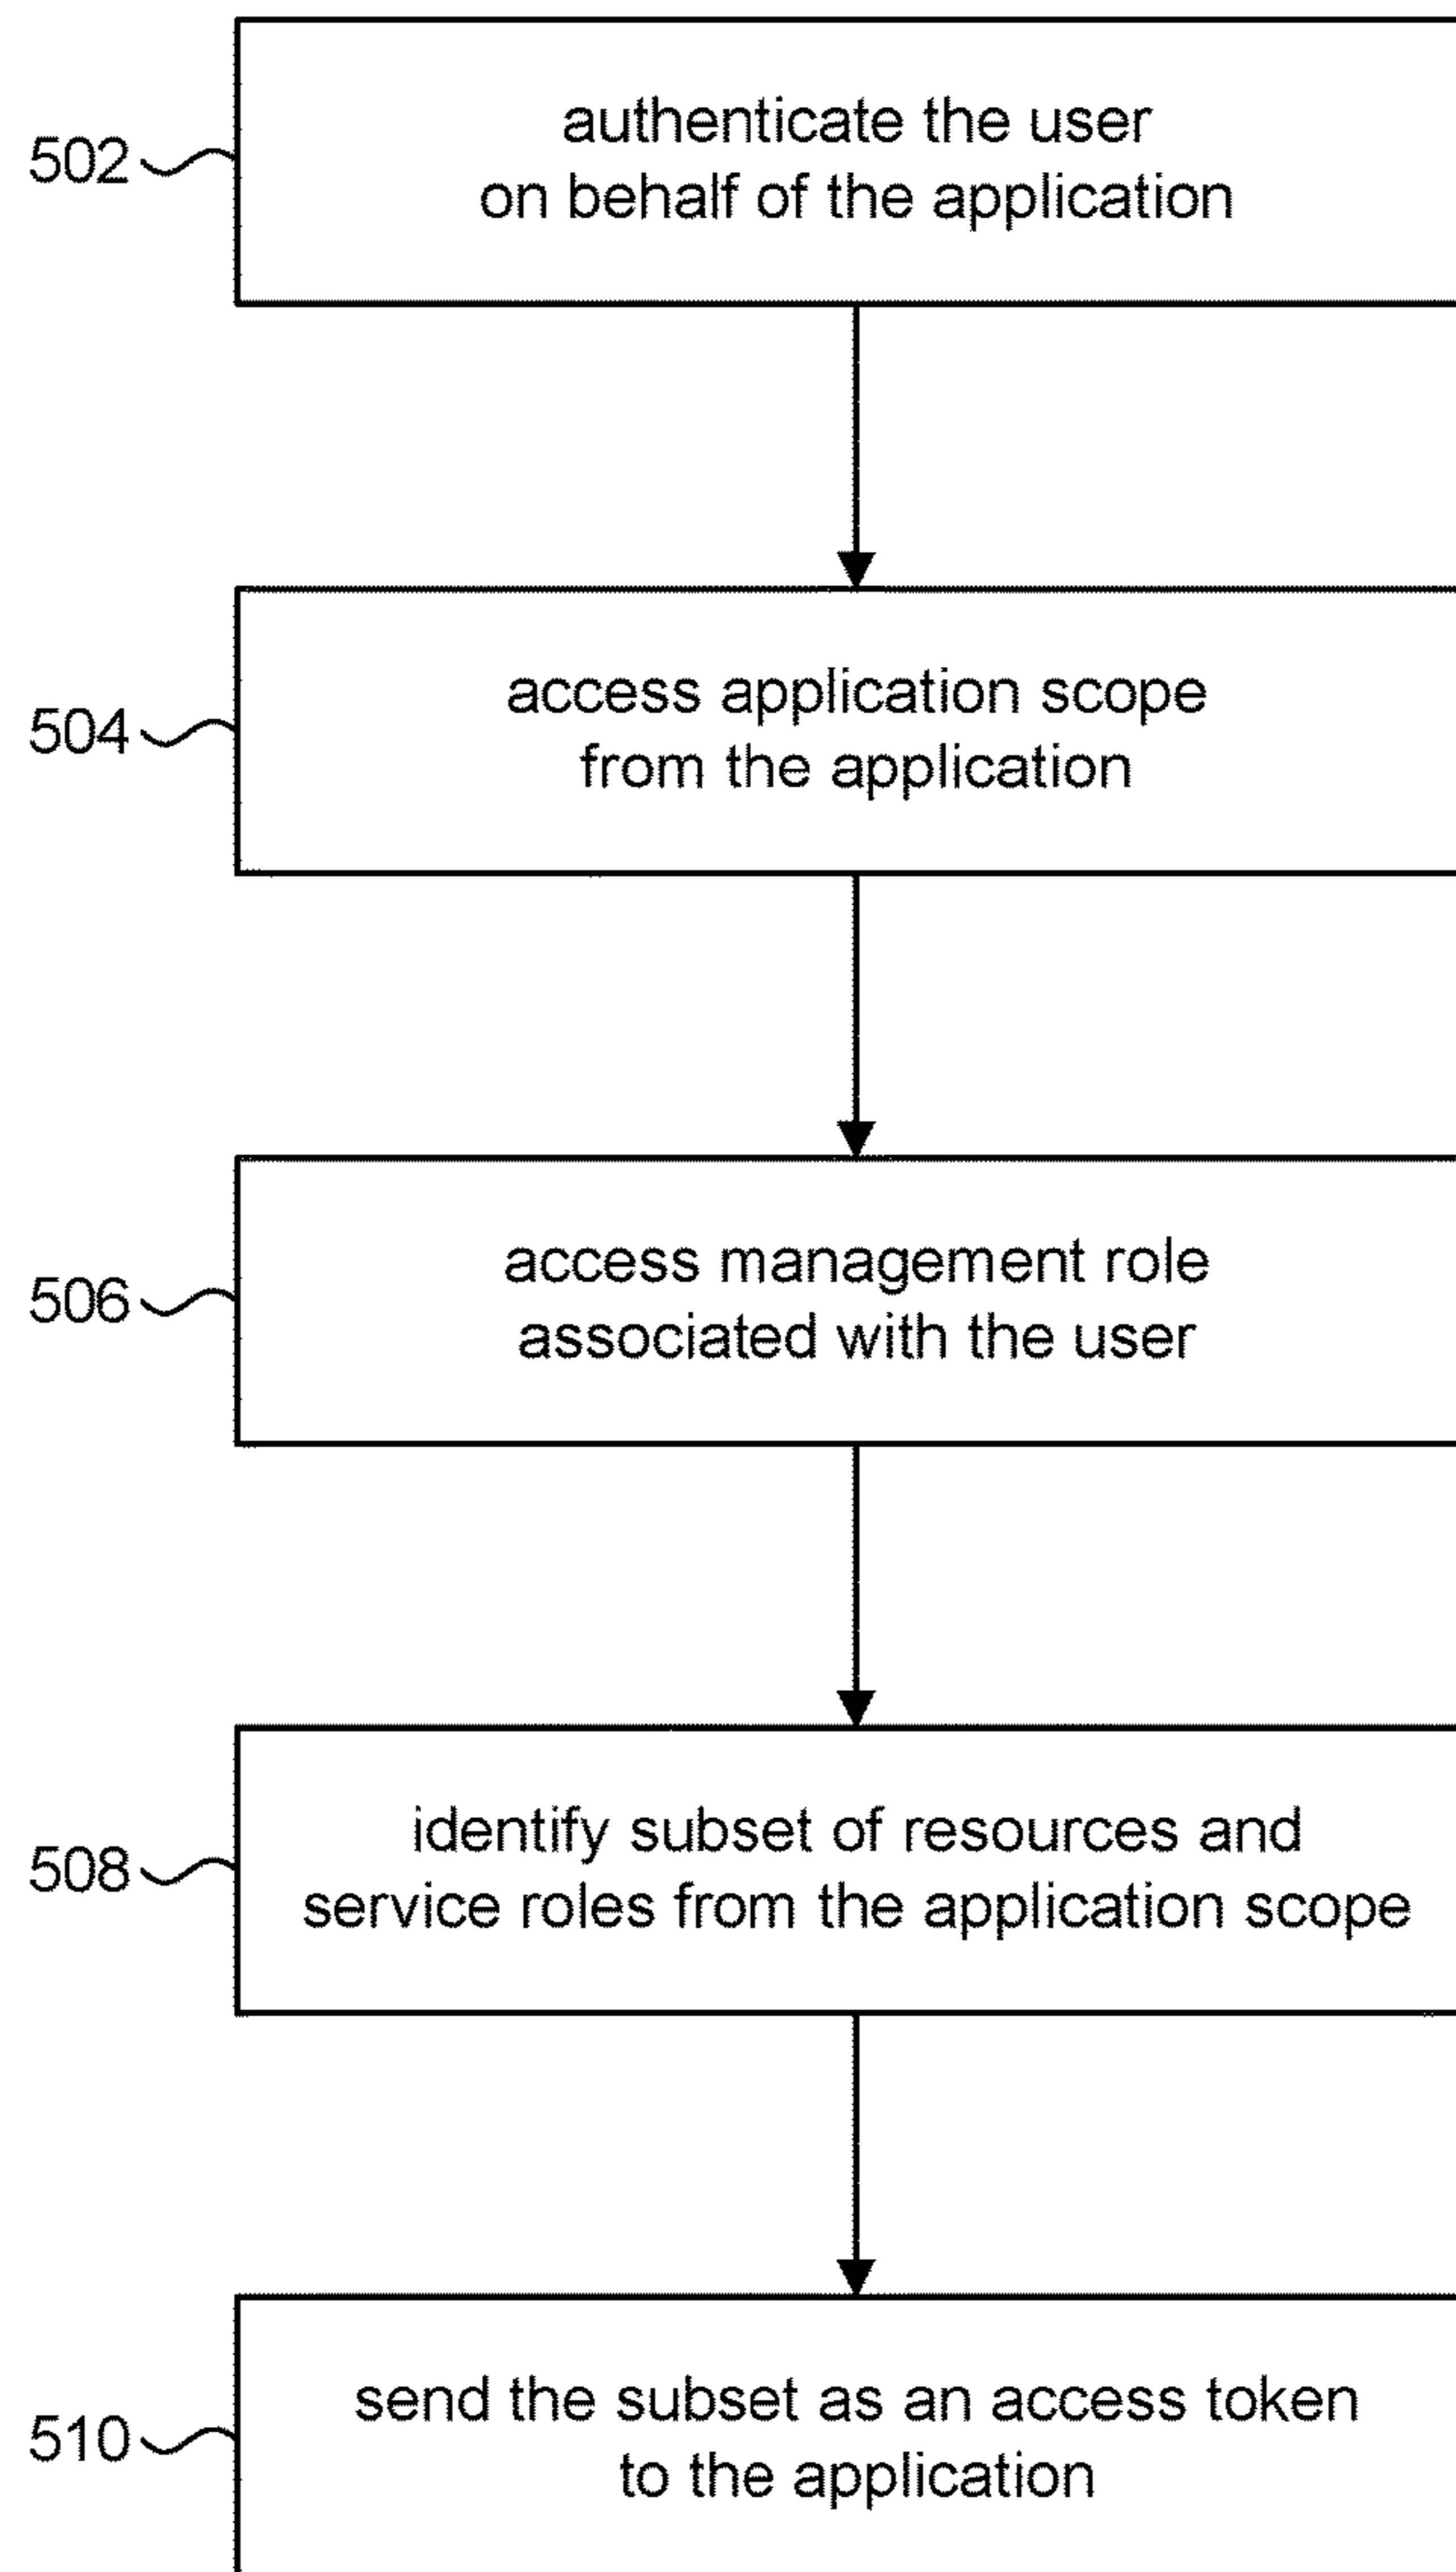 502
authenticate the user
on behalf of the application
504
access application scope
from the application
506
access management role
associated with the user
508
identify subset of resources and
service roles from the application scope
510
send the subset as an access token
to the application